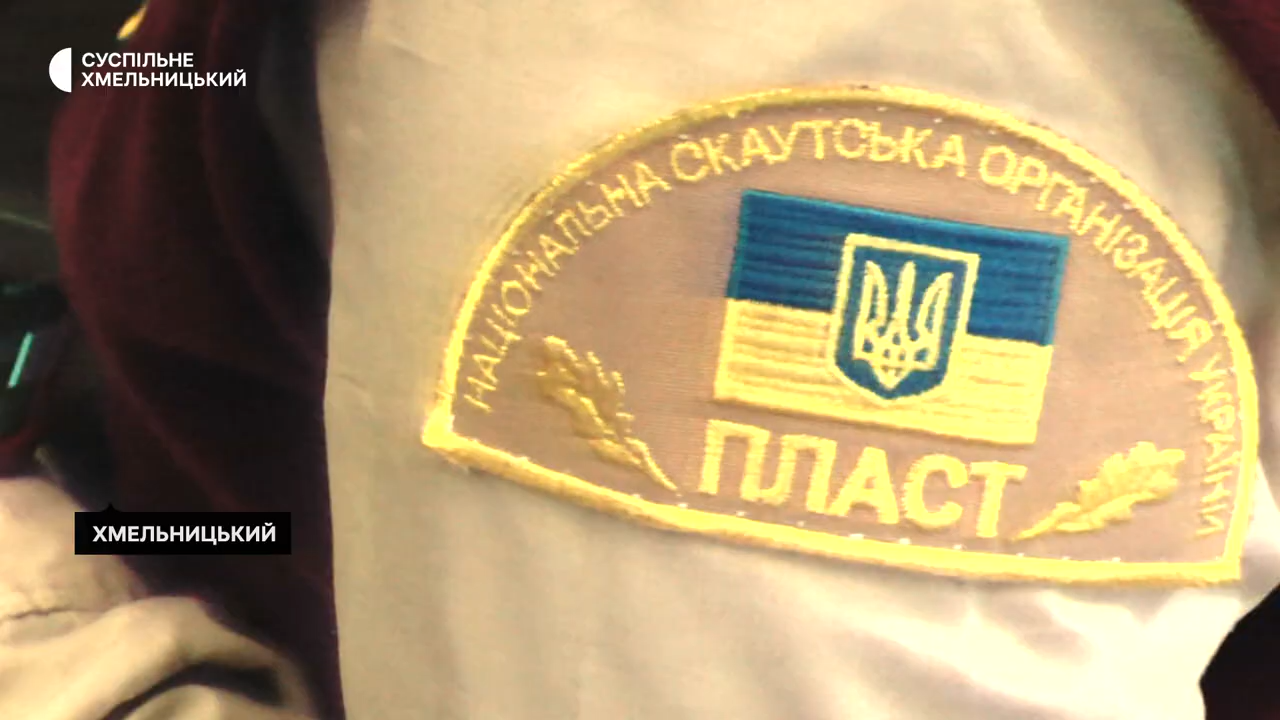 СУСПІЛЬНЕ
ХМЕЛЬНИЦЬКИЙ
НАЦІОНАЛЬНА СКАУТСЬКА ОРГАНІЗАЦІЯ УКРАЇНИ
ПЛАСТ
ХМЕЛЬНИЦЬКИЙ